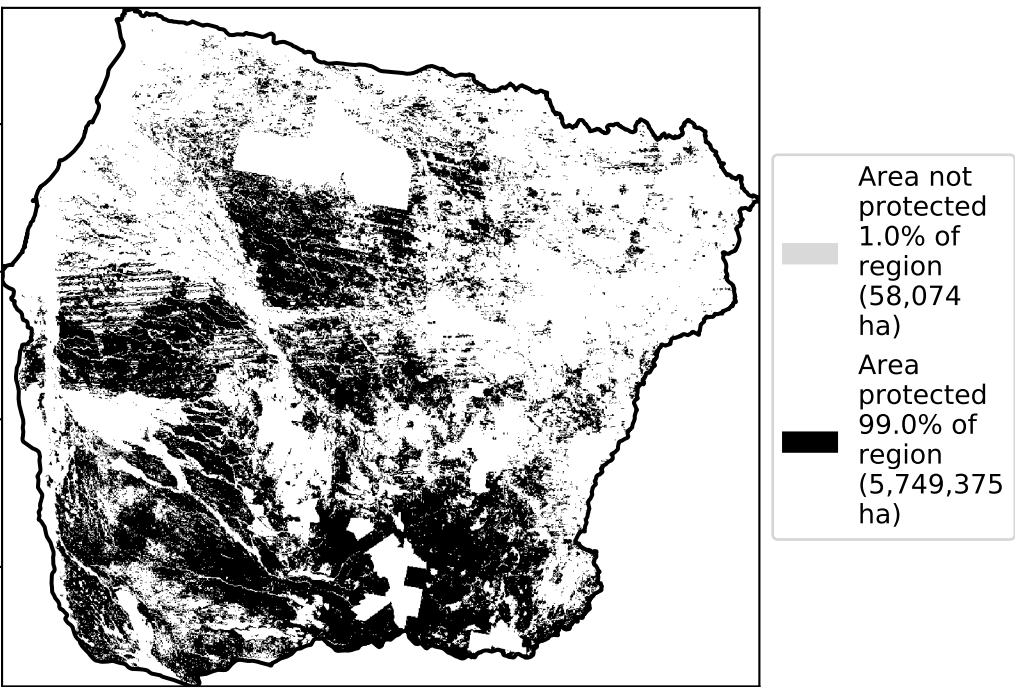 Area not
protected
1.0% of
region
(58,074
ha)
Area
protected
99.0% of
region
(5,749,375
ha)